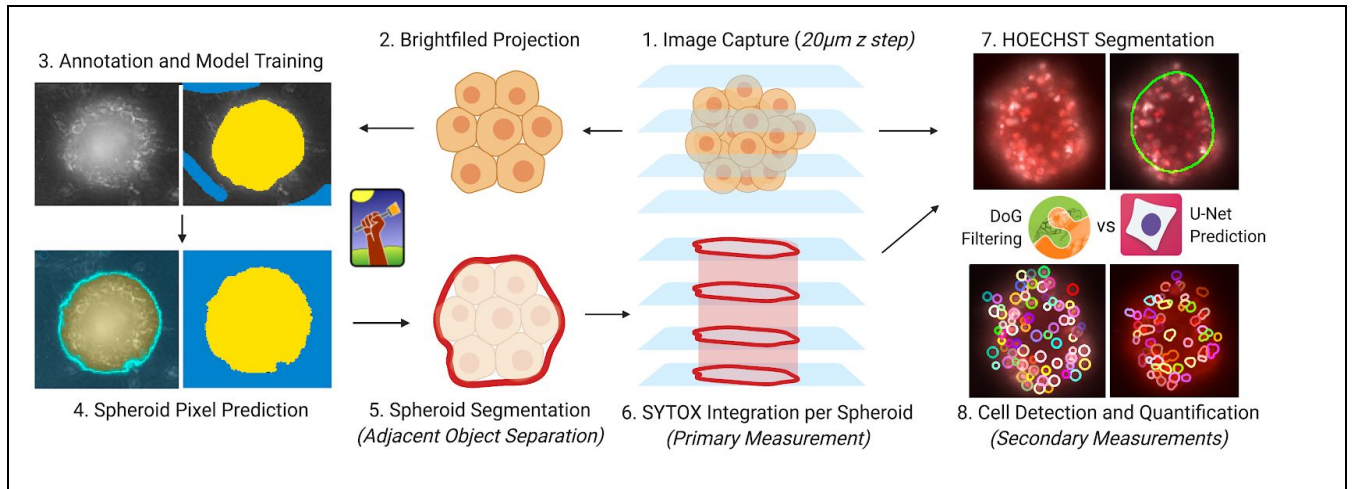 1. Image Capture (20µm z step)
2. Brightfiled Projection
3. Annotation and Model Training
4. Spheroid Pixel Prediction
5. Spheroid Segmentation
(Adjacent Object Separation)
6. SYTOX Integration per Spheroid
(Primary Measurement)
7. HOECHST Segmentation
DoG
Filtering
vs
U-Net
Prediction
8. Cell Detection and Quantification
(Secondary Measurements)